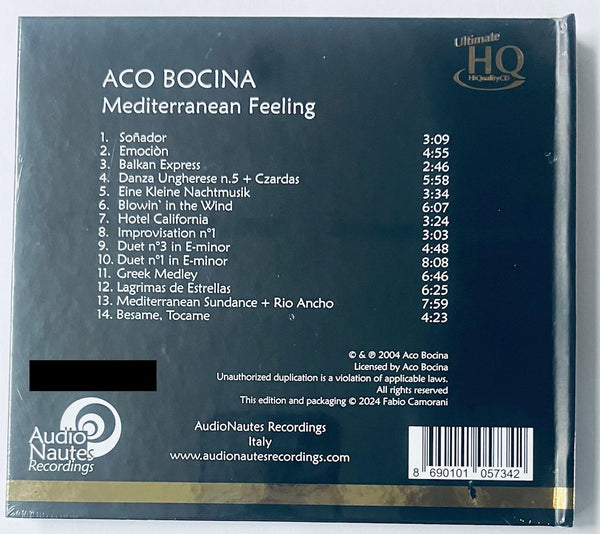 Ultimate
HQ
HiQualityCD
ACO BOCINA
Mediterranean Feeling
1. Soñador 3:09
2. Emociòn 4:55
3. Balkan Express 2:46
4. Danza Ungherese n.5 + Czardas 5:58
5. Eine Kleine Nachtmusik 3:34
6. Blowin` in the Wind 6:07
7. Hotel California 3:24
8. Improvisation n°1 3:03
9. Duet n°3 in E-minor 4:48
10. Duet n°1 in E-minor 8:08
11. Greek Medley 6:46
12. Lagrimas de Estrellas 6:25
13. Mediterranean Sundance + Rio Ancho 7:59
14. Besame, Tocame 4:23
© & ℗ 2004 Aco Bocina
Licensed by Aco Bocina
Unauthorized duplication is a violation of applicable laws.
All rights reserved
This edition and packaging © 2024 Fabio Camorani
Audio
Nautes
Recordings
AudioNautes Recordings
Italy
www.audionautesrecordings.com
8 690101 057342